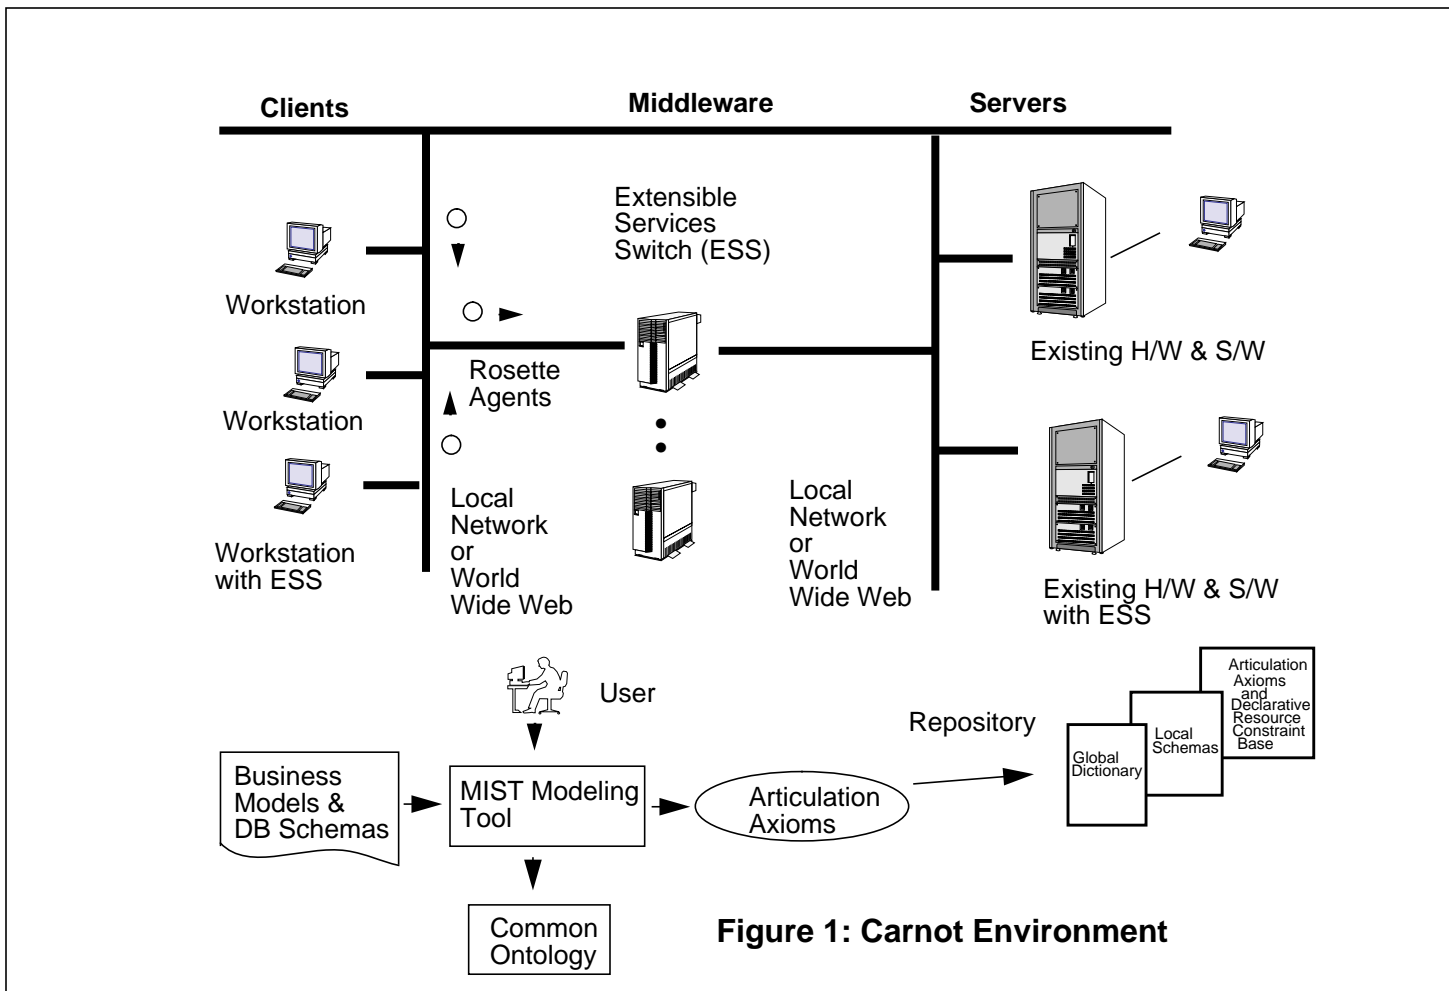 Clients
Middleware
Servers
Extensible
Services
Switch (ESS)
Workstation
Existing H/W & S/W
Rosette
Agents
Workstation
Local
Network
or
World
Wide Web
Local
Network
or
World
Wide Web
Workstation
with ESS
Existing H/W & S/W
with ESS
User
Repository
Articulation
Axioms
and
Declarative
Resource
Constraint
Base
Local
Schemas
Global
Dictionary
Business
Models &
DB Schemas
MIST Modeling
Tool
Articulation
Axioms
Common
Ontology
Figure 1: Carnot Environment